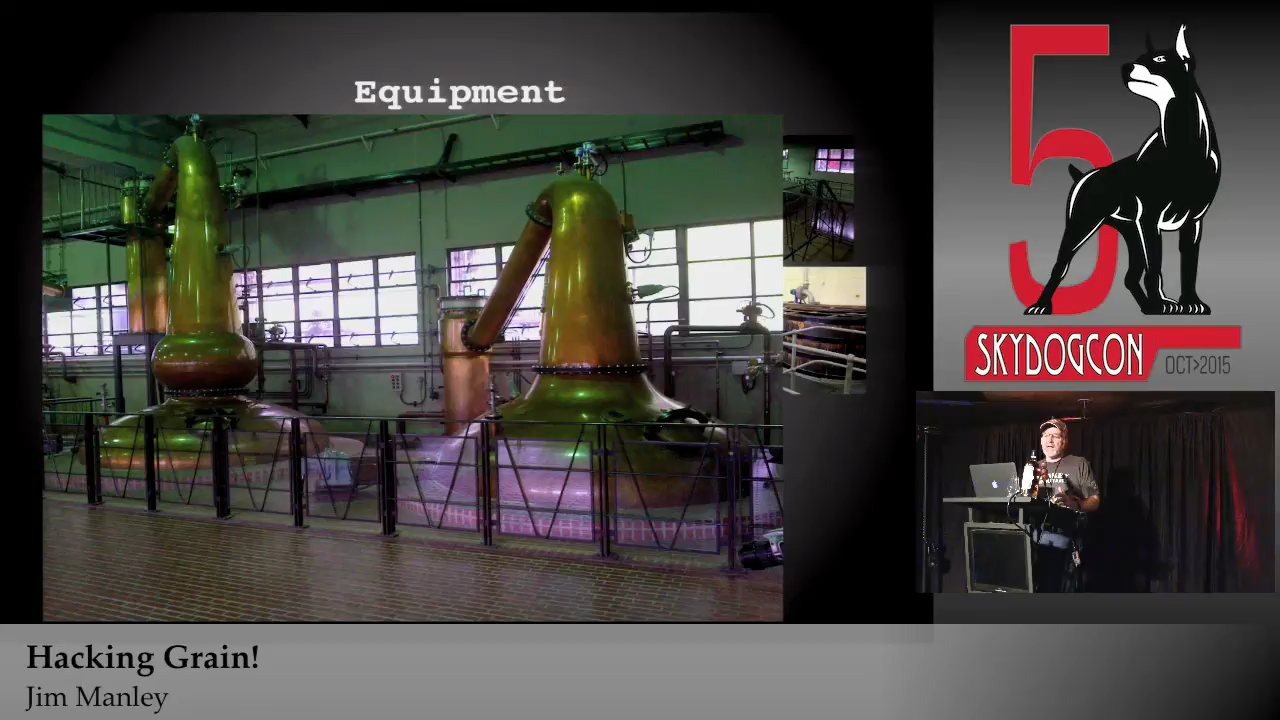 Equipment
5
SKYDOGCON
OCT>2015
Hacking Grain!
Jim Manley